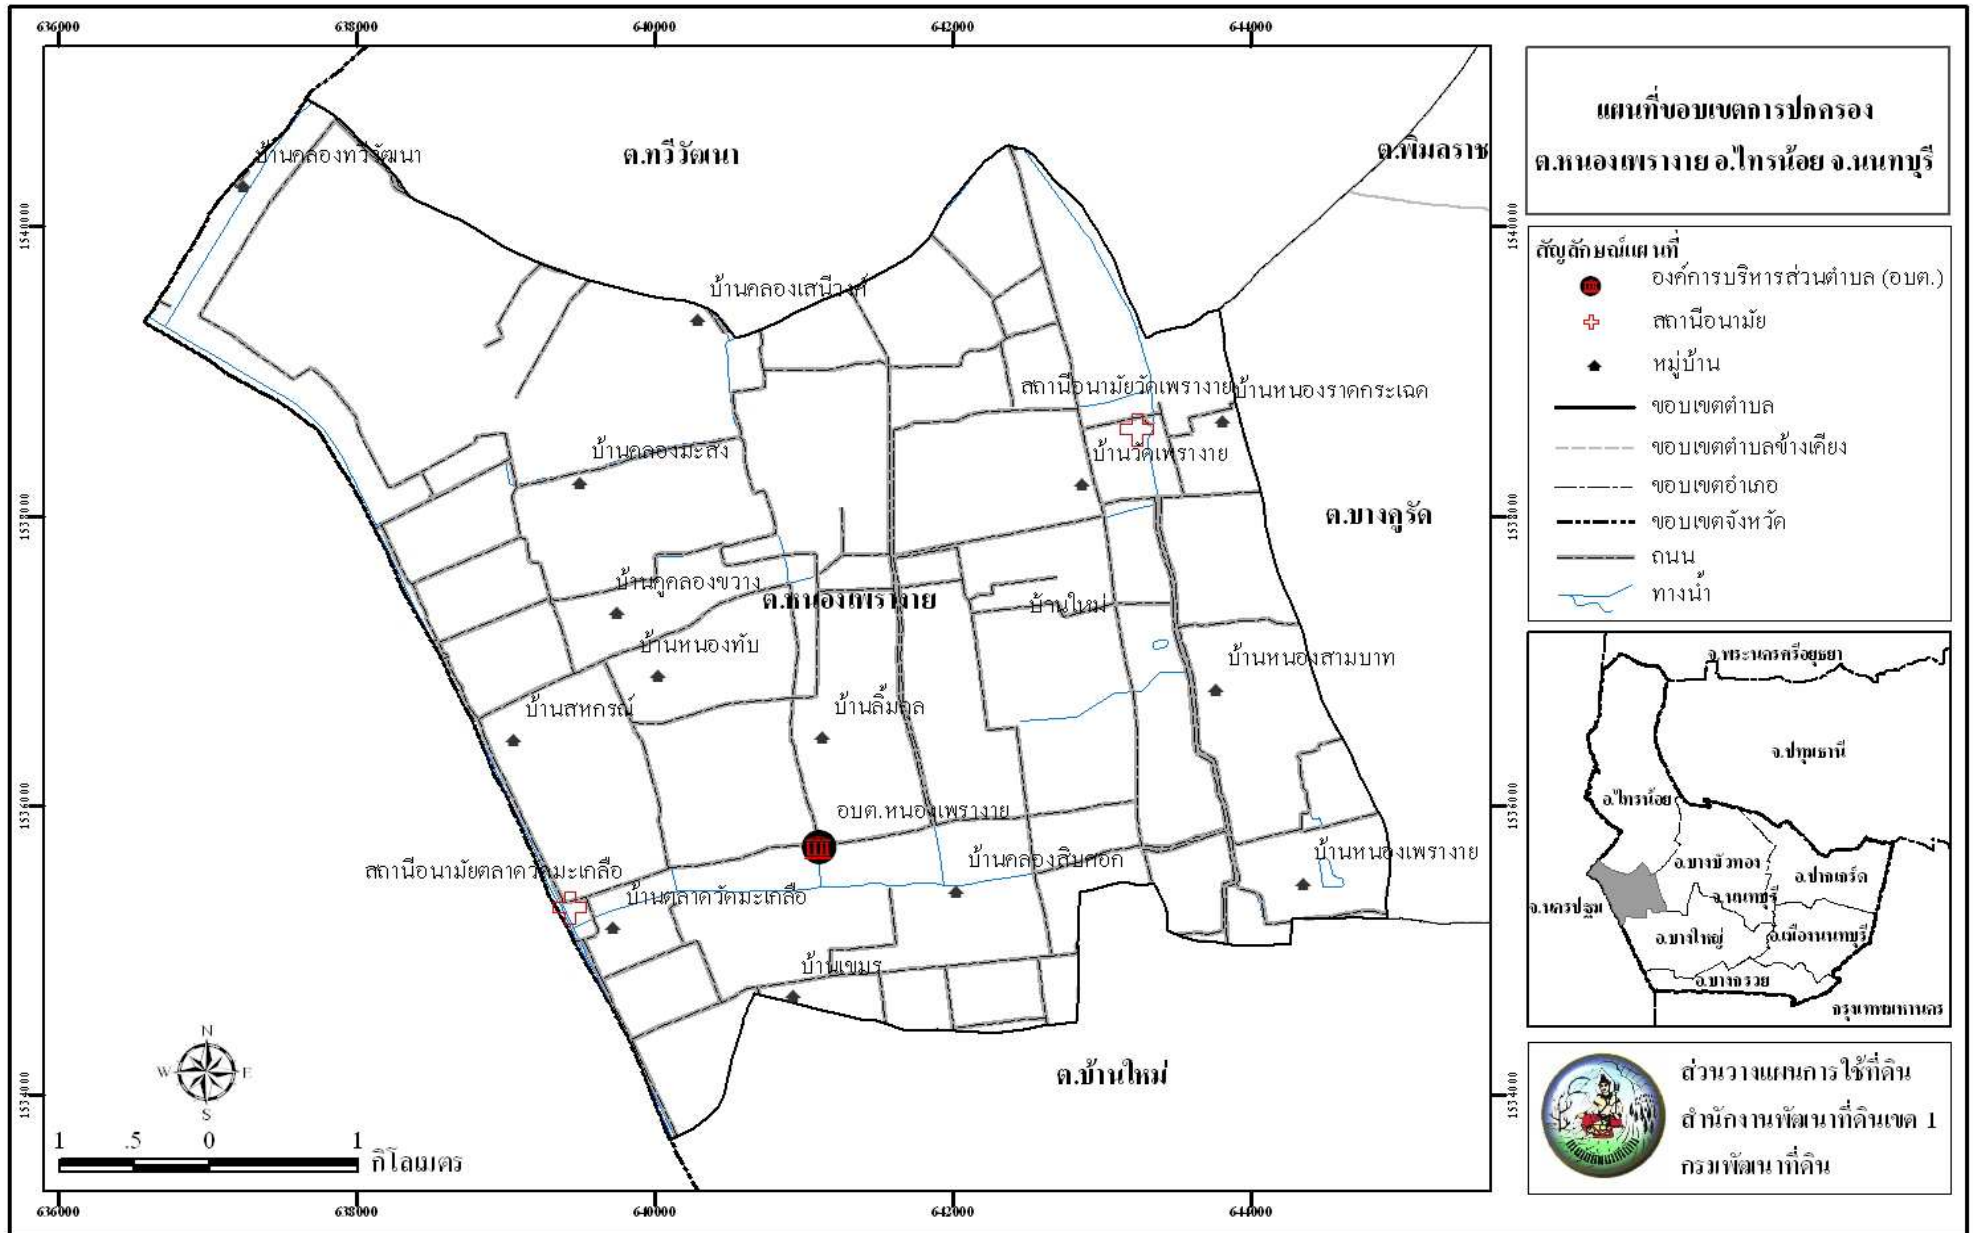 636000 638000 640000 642000 644000
แผนที่ขอบเขตการปกครอง
ต.หนองเพรางาย อ.ไทรน้อย จ.นนทบุรี
บ้านคลองทวีวัฒนา
ต.ทวีวัฒนา
ต.พิมลราช
1540000
1540000
สัญลักษณ์แผนที่
องค์การบริหารส่วนตำบล (อบต.)
สถานีอนามัย
หมู่บ้าน
ขอบเขตตำบล
ขอบเขตตำบลข้างเคียง
ขอบเขตอำเภอ
ขอบเขตจังหวัด
ถนน
ทางน้ำ
บ้านคลองเสนีวงศ์
สถานีอนามัยวัดเพรางาย
บ้านหนองราดกระเฉด
บ้านคลองมะสง
บ้านวัดเพรางาย
1538000
ต.บางคูรัด
1538000
บ้านคูคลองขวาง
ต.หนองเพรางาย
บ้านใหม่
บ้านหนองทับ
บ้านหนองสามบาท
บ้านสหกรณ์
บ้านลิ้มกุล
1536000
อบต.หนองเพรางาย
1536000
สถานีอนามัยตลาดวัดมะเกลือ
บ้านคลองสิบศอก
บ้านหนองเพรางาย
บ้านตลาดวัดมะเกลือ
บ้านเขมร
ต.บ้านใหม่
1534000
1534000
N
W E
S
1 .5 0 1
กิโลเมตร
636000 638000 640000 642000 644000
จ.พระนครศรีอยุธยา
จ.ปทุมธานี
อ.ไทรน้อย
อ.บางบัวทอง
อ.ปากเกร็ด
จ.นนทบุรี
จ.นครปฐม
อ.บางใหญ่
อ.เมืองนนทบุรี
อ.บางกรวย
กรุงเทพมหานคร
ส่วนวางแผนการใช้ที่ดิน
สำนักงานพัฒนาที่ดินเขต 1
กรมพัฒนาที่ดิน